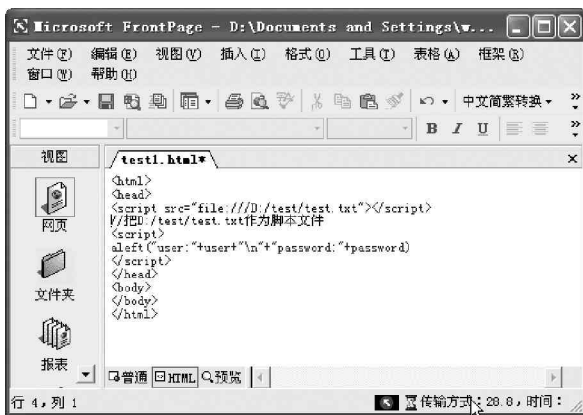 Microsoft FrontPage - D:\Documents and Settings\w...
文件(F) 编辑(E) 视图(V) 插入(I) 格式(O) 工具(T) 表格(A) 框架(R)
窗口(W) 帮助(H)
中文简繁转换
B I U
视图
test1.html*
网页
文件夹
报表
<html>
<head>
<script src="file:///D:/test/test.txt"></script>
//把D:/test/test.txt作为脚本文件
<script>
aleft("user:"+user+"\n"+"password:"+password)
</script>
</head>
<body>
</body>
</html>
普通 HTML 预览
行 4，列 1
传输方式：28.8，时间：